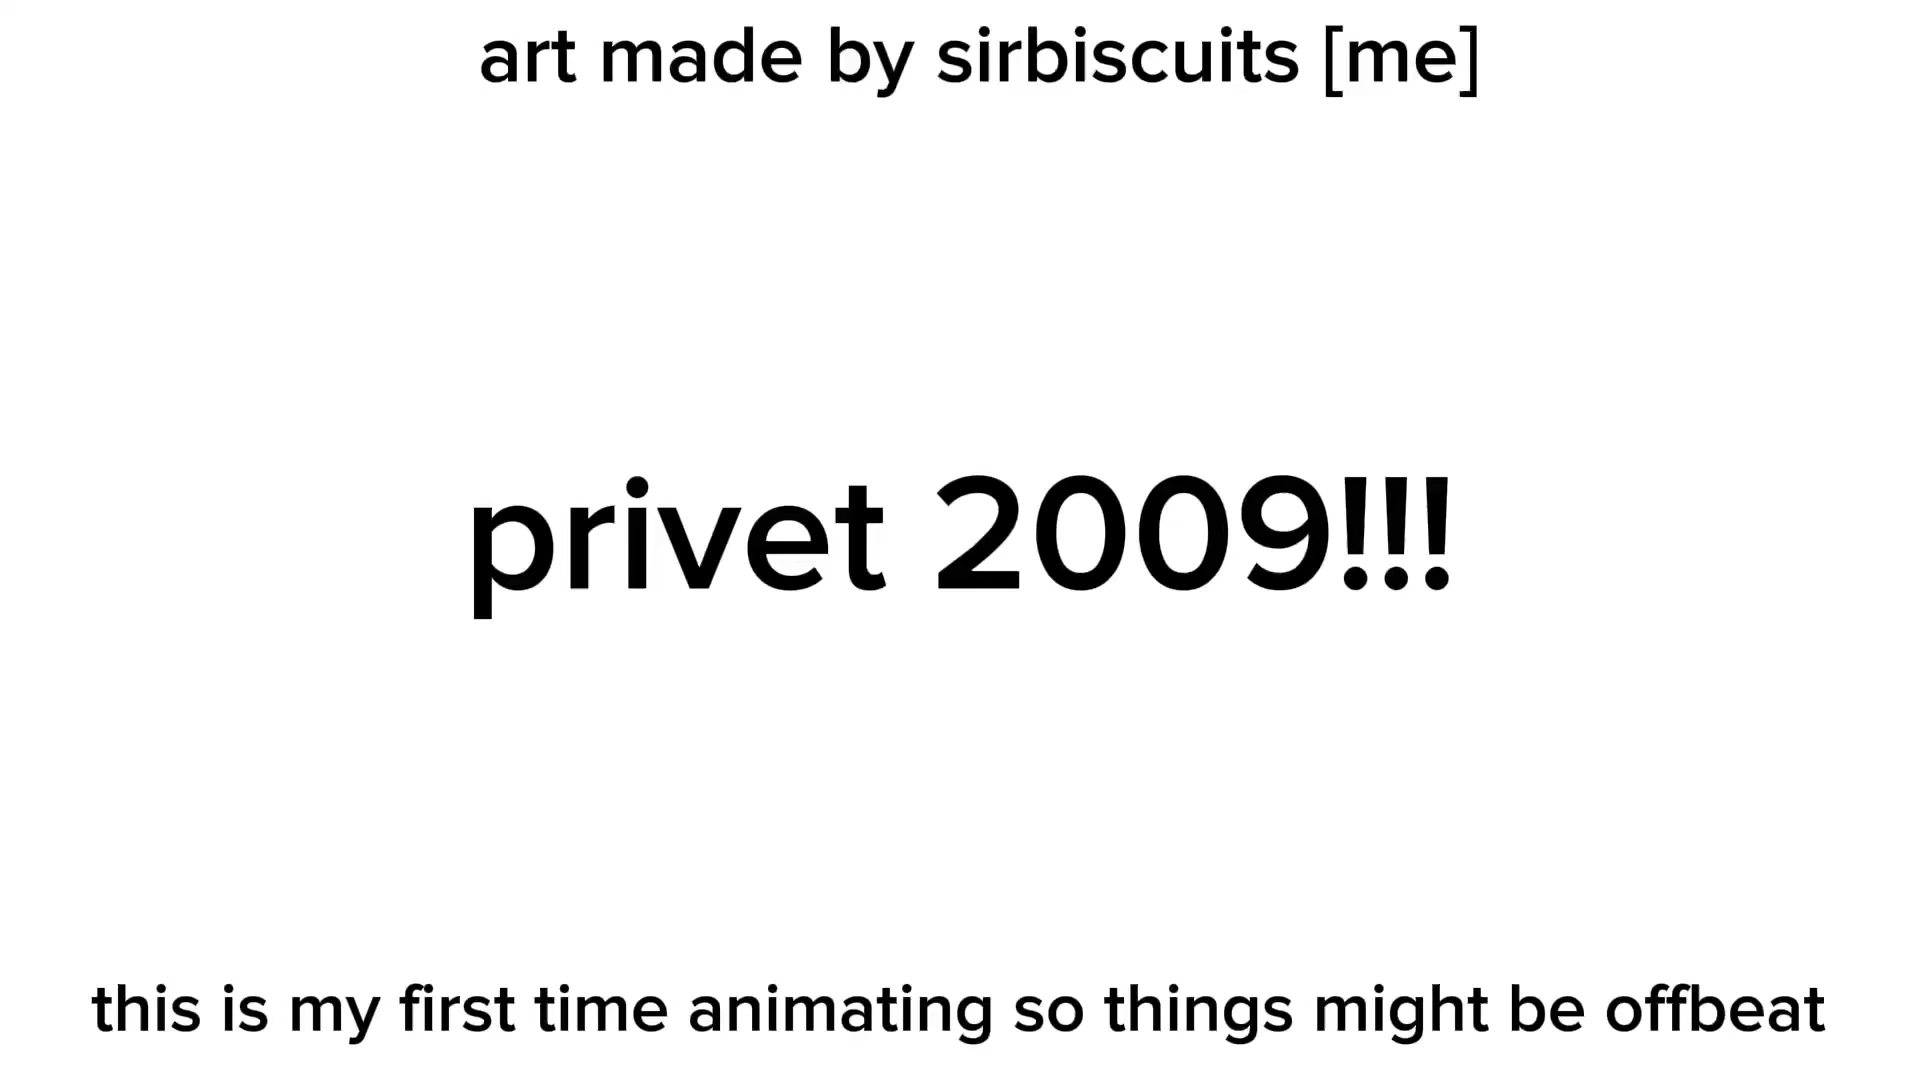 art made by sirbiscuits [me]
privet 2009!!!
this is my first time animating so things might be offbeat